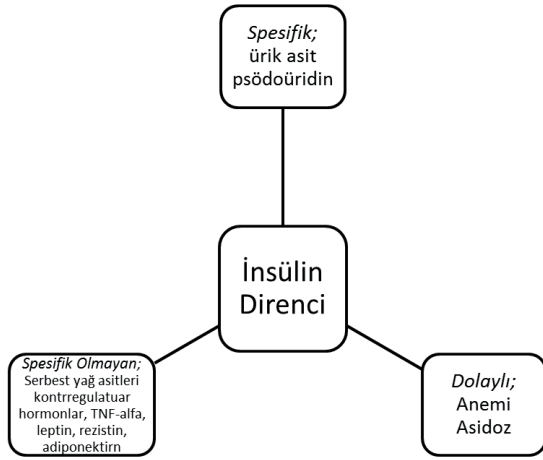 Spesifik;
ürik asit
psödoüridin
İnsülin
Direnci
Spesifik Olmayan;
Serbest yağ asitleri
kontrregulatuar
hormonlar, TNF-alfa,
leptin, rezistin,
adiponektirn
Dolaylı;
Anemi
Asidoz